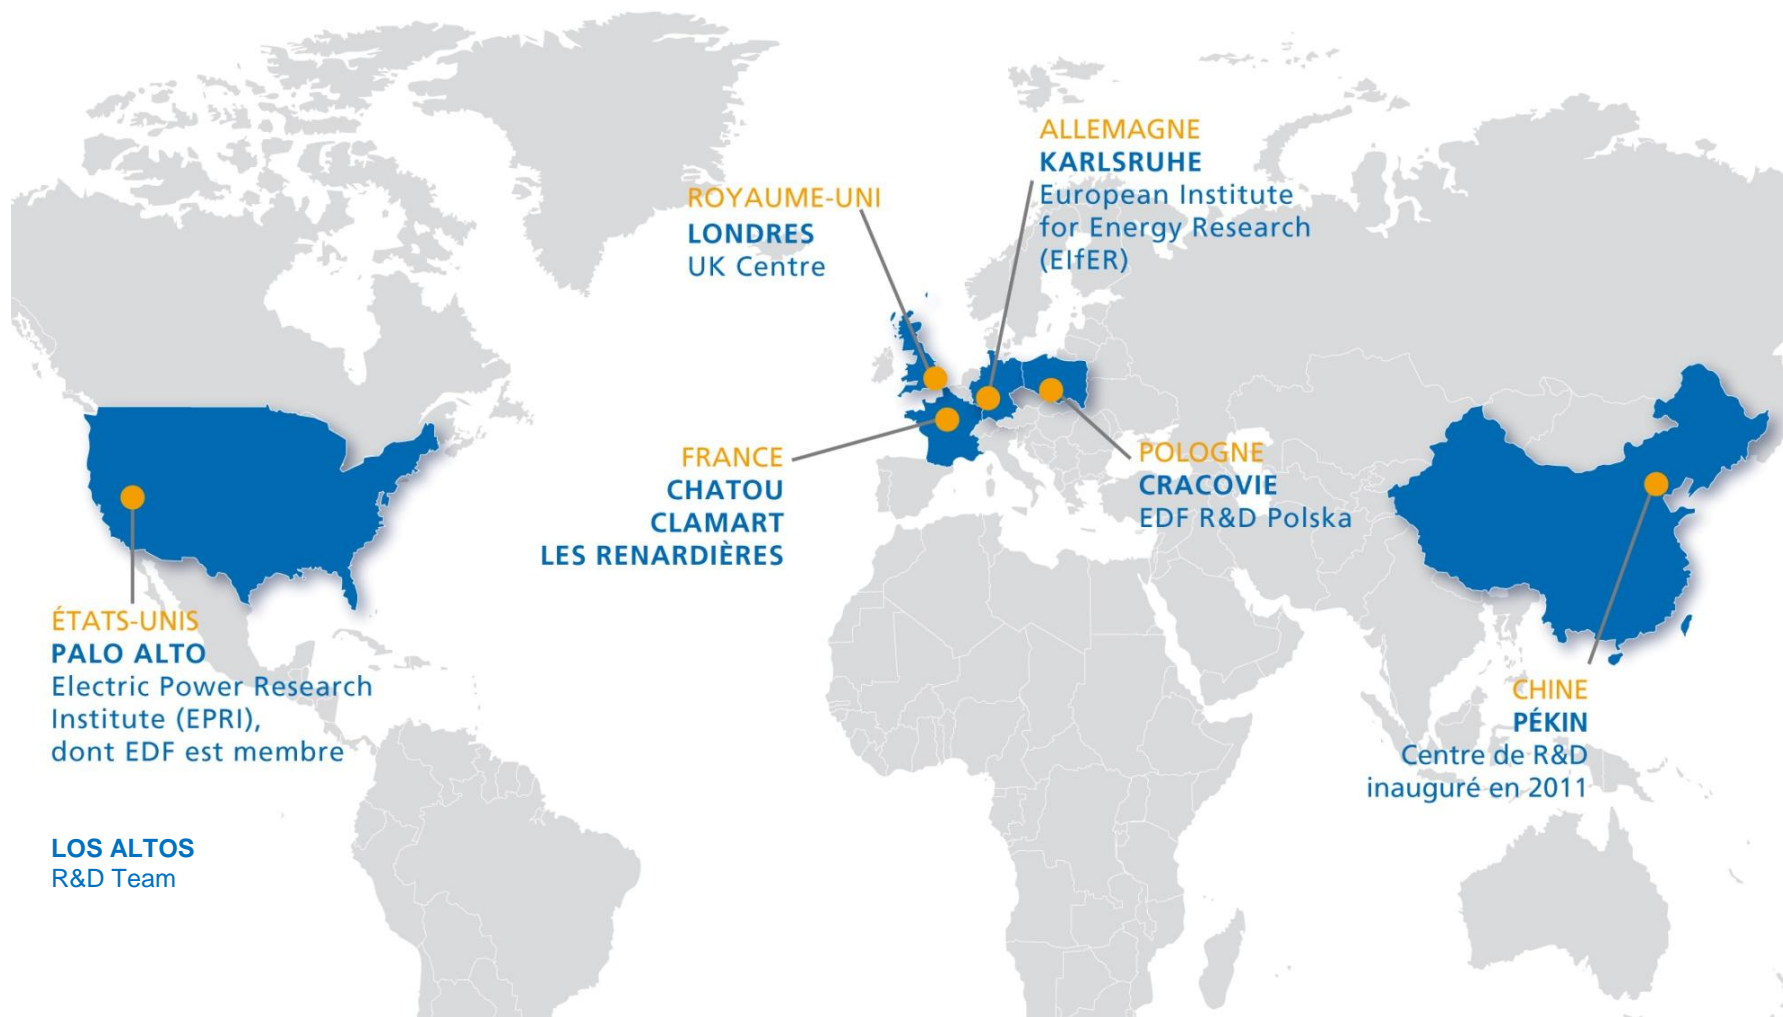 ALLEMAGNE
KARLSRUHE
European Institute
for Energy Research
(EIfER)
ROYAUME-UNI
LONDRES
UK Centre
FRANCE
CHATOU
CLAMART
LES RENARDIÈRES
POLOGNE
CRACOVIE
EDF R&D Polska
ÉTATS-UNIS
PALO ALTO
Electric Power Research
Institute (EPRI),
dont EDF est membre
CHINE
PÉKIN
Centre de R&D
inauguré en 2011
LOS ALTOS
R&D Team